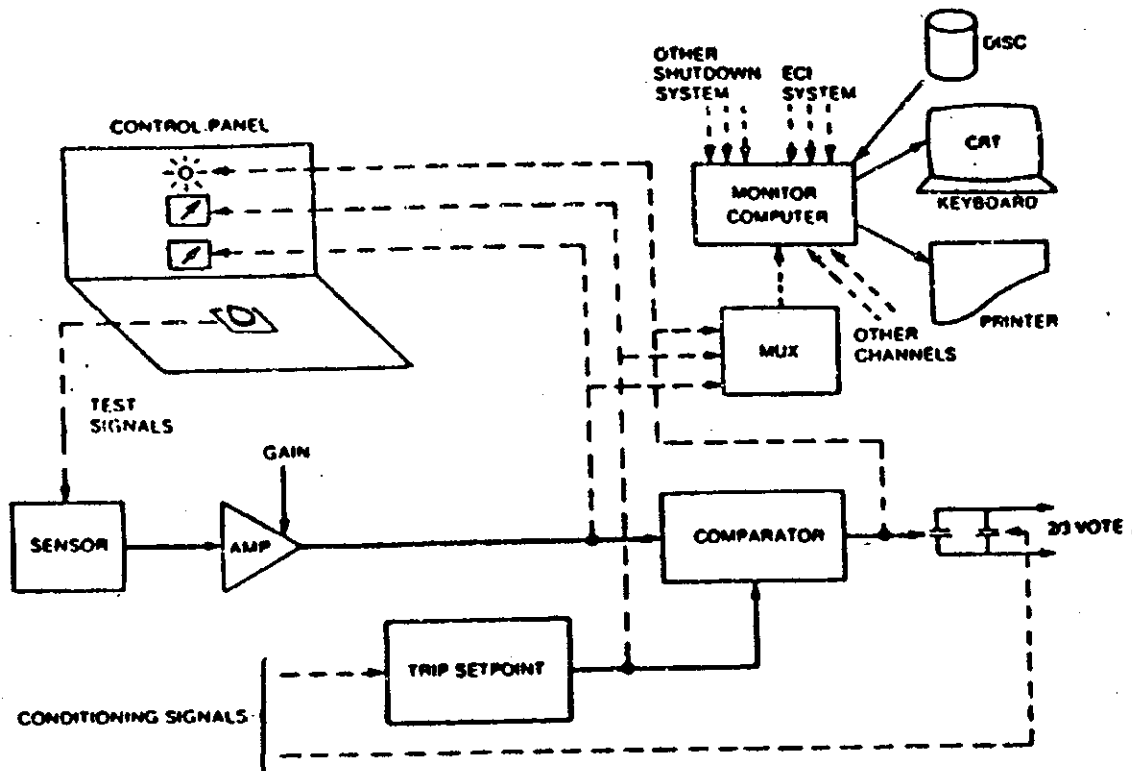 DISC
OTHER
SHUTDOWN
SYSTEM
ECI
SYSTEM
CONTROL PANEL
CRT
KEYBOARD
MONITOR
COMPUTER
PRINTER
OTHER
CHANNELS
MUX
TEST
SIGNALS
GAIN
SENSOR
AMP
COMPARATOR
2/3 VOTE
TRIP SETPOINT
CONDITIONING SIGNALS